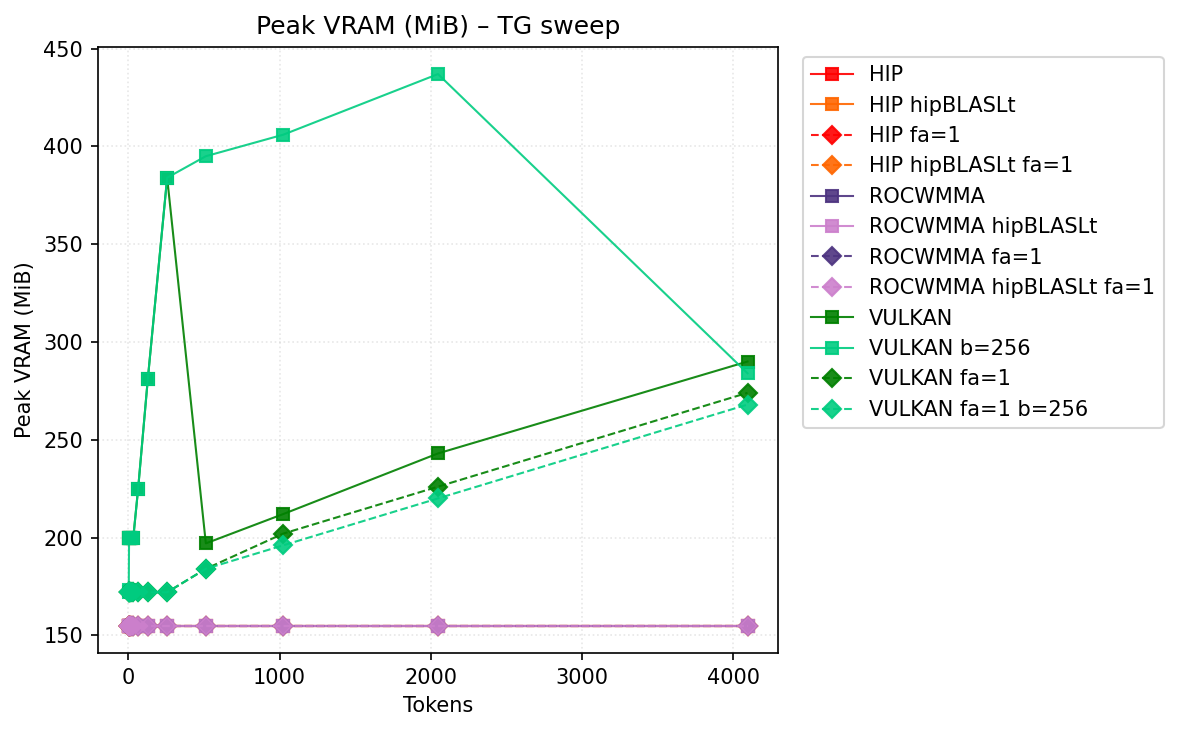 Peak VRAM (MiB) – TG sweep
450
400
350
300
250
200
150
Peak VRAM (MiB)
0
1000
2000
3000
4000
Tokens
HIP
HIP hipBLASLt
HIP fa=1
HIP hipBLASLt fa=1
ROCWMMA
ROCWMMA hipBLASLt
ROCWMMA fa=1
ROCWMMA hipBLASLt fa=1
VULKAN
VULKAN b=256
VULKAN fa=1
VULKAN fa=1 b=256